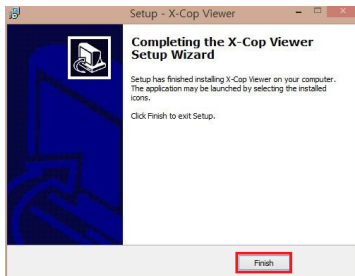 Setup - X-Cop Viewer
Completing the X-Cop Viewer
Setup Wizard
Setup has finished installing X-Cop Viewer on your computer.
The application may be launched by selecting the installed
icons.
Click Finish to exit Setup.
Finish